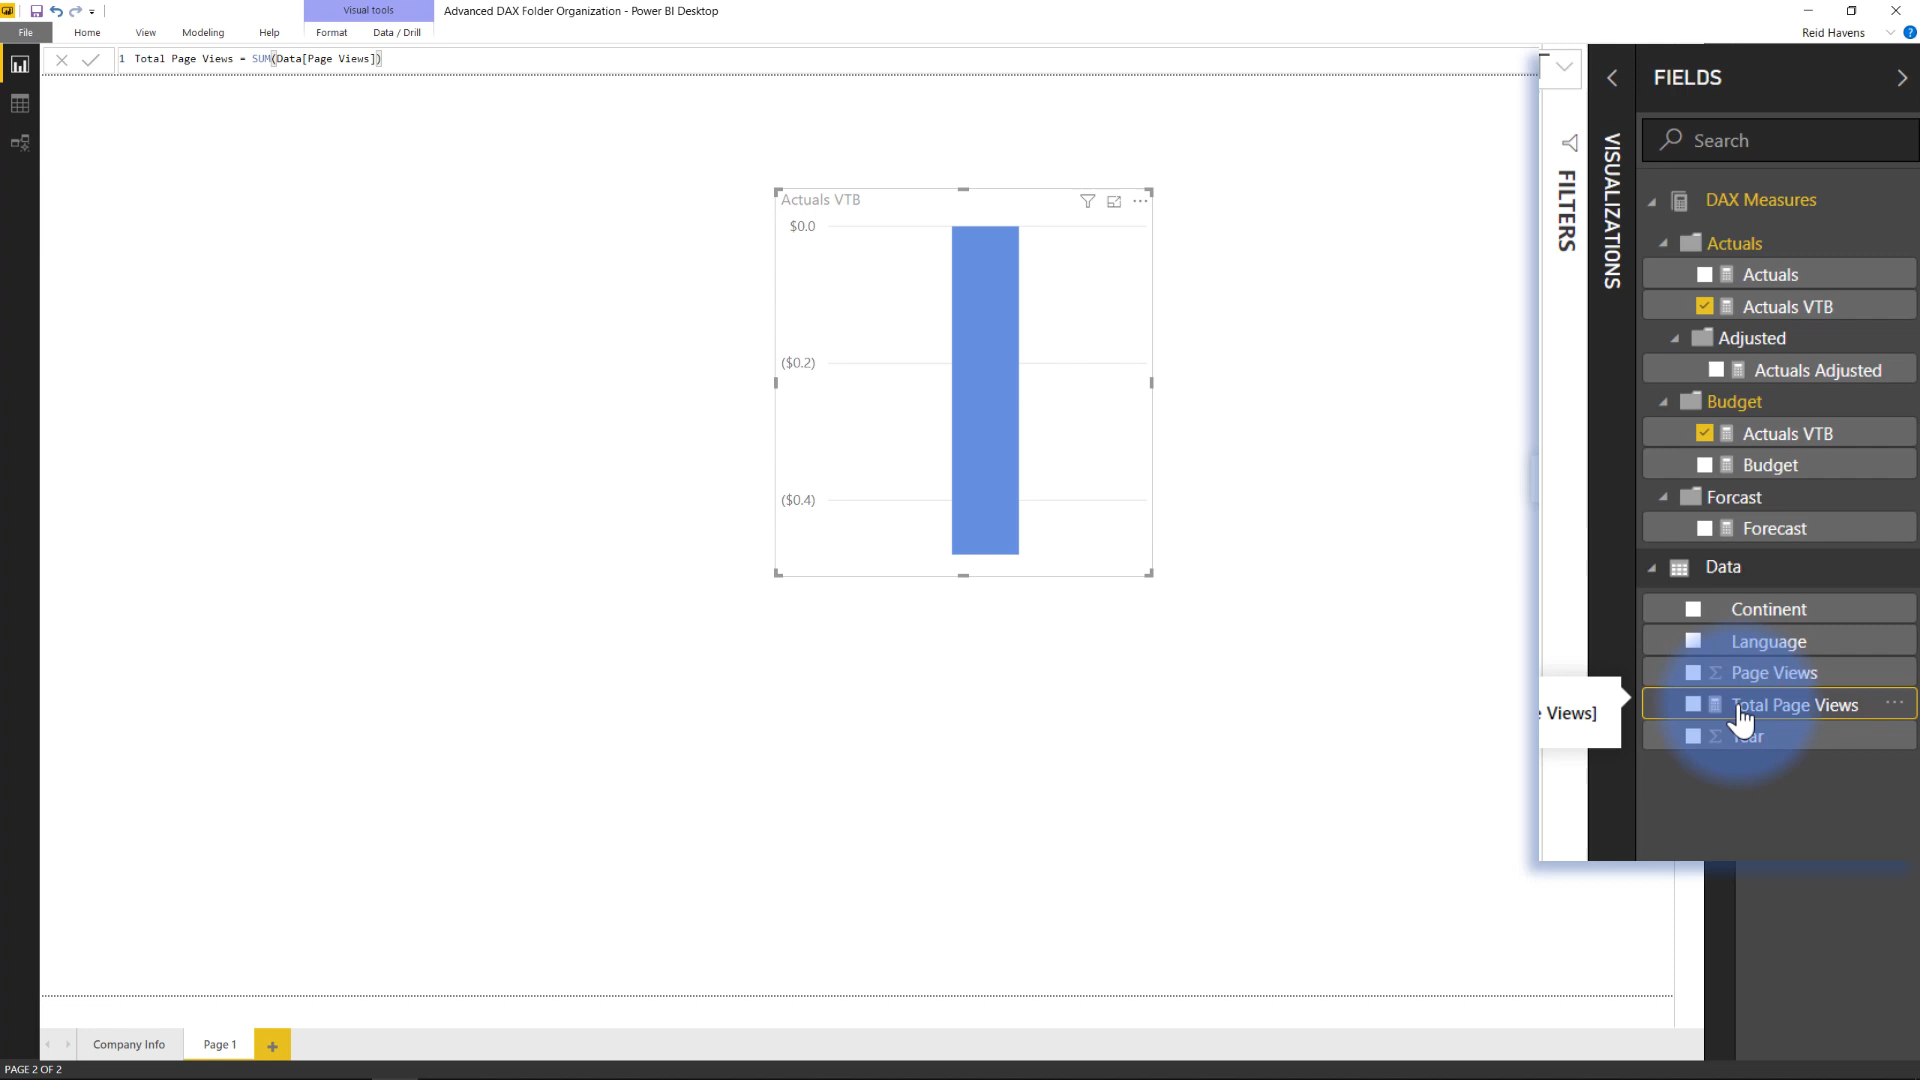 Visual tools
Advanced DAX Folder Organization - Power BI Desktop
File
Home
View
Modeling
Help
Format
Data / Drill
Reid Havens
?
1 Total Page Views = SUM(Data[Page Views])
Actuals VTB
$0.0
($0.2)
($0.4)
FILTERS
VISUALIZATIONS
FIELDS
Search
DAX Measures
Actuals
Actuals
Actuals VTB
Adjusted
Actuals Adjusted
Budget
Actuals VTB
Budget
Forcast
Forecast
Data
Continent
Language
Page Views
Total Page Views
Views]
Company Info
Page 1
PAGE 2 OF 2